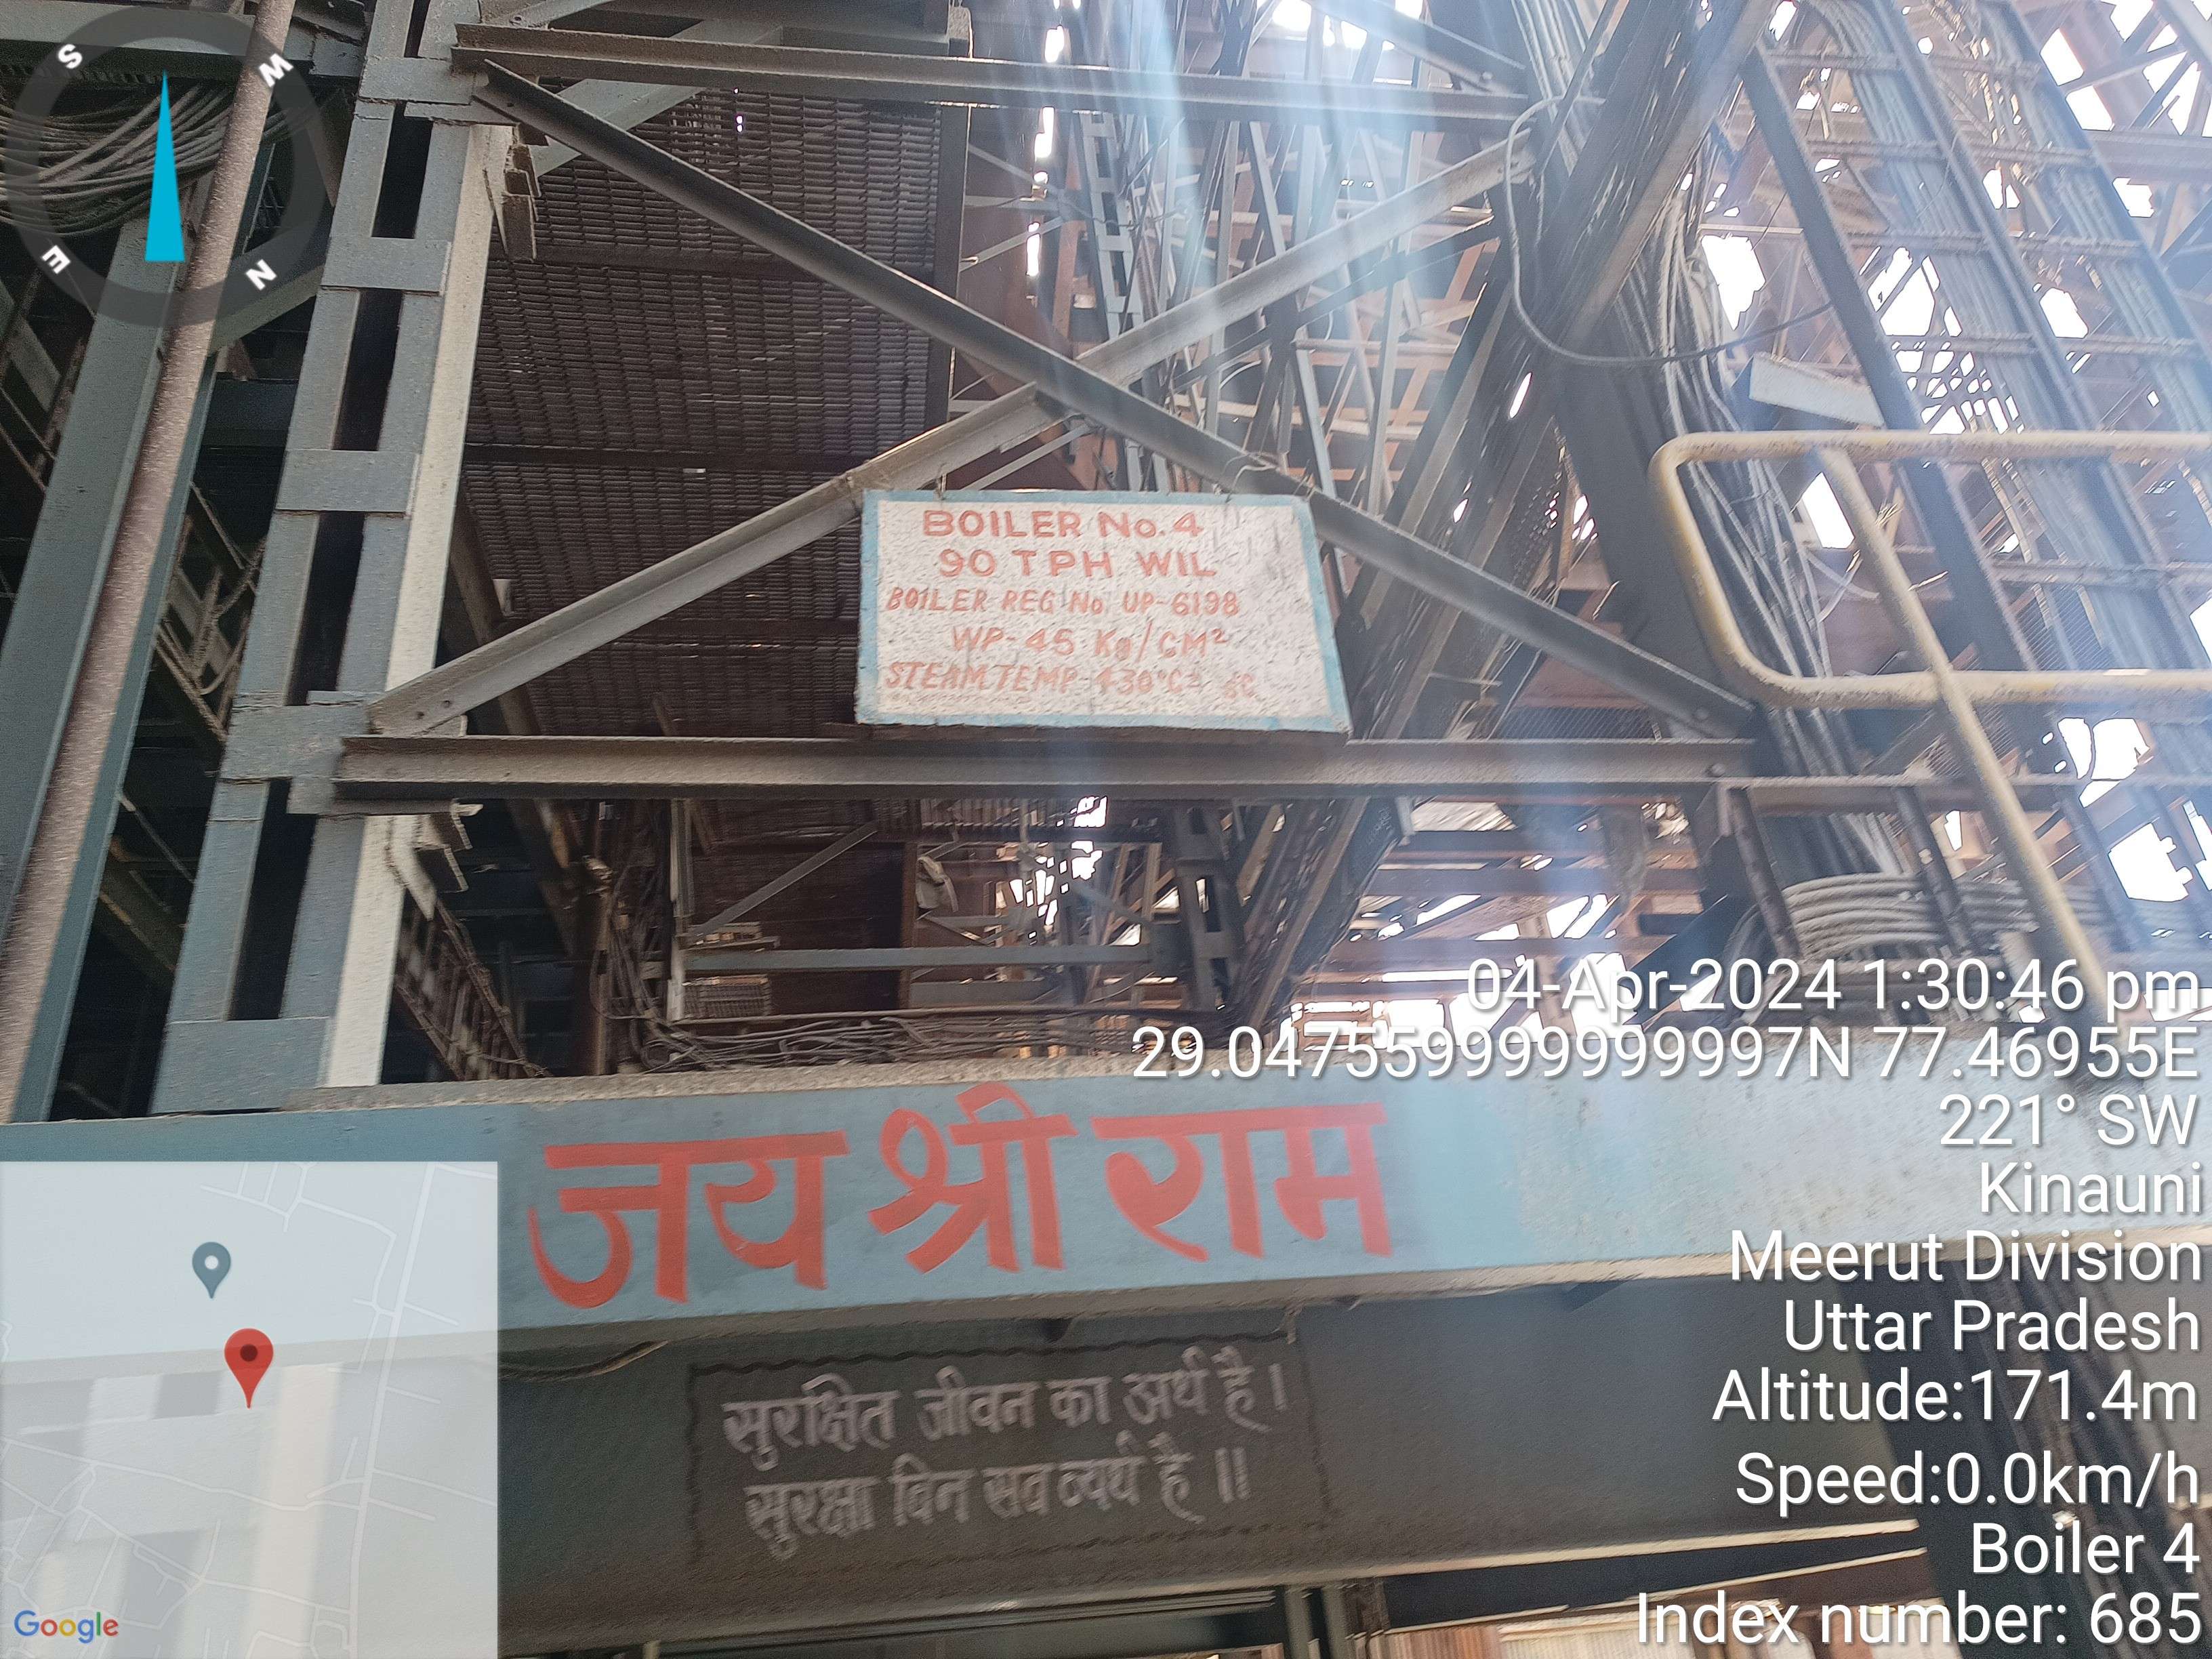 S
W
E
N
BOILER No.4
90 TPH WIL
BOILER REG No. UP-6198
WP-45 Kg/CM²
STEAM TEMP-430°C± 5°C
04-Apr-2024 1:30:46 pm
29.047559999999997N 77.46955E
221° SW
Kinauni
Meerut Division
Uttar Pradesh
Altitude:171.4m
Speed:0.0km/h
Boiler 4
Index number: 685
जय श्री राम
सुरक्षित जीवन का अर्थ है।
सुरक्षा बिन सब व्यर्थ है॥
Google